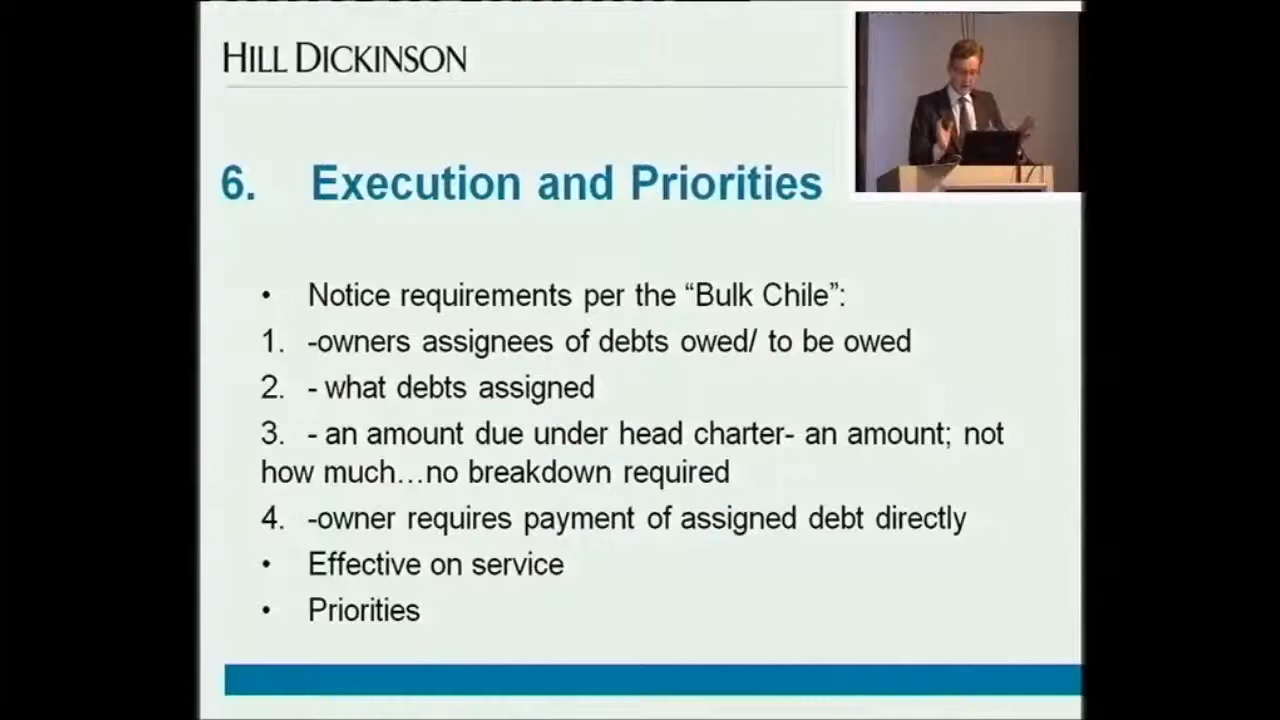 HILL DICKINSON
6. Execution and Priorities
• Notice requirements per the “Bulk Chile”:
1. -owners assignees of debts owed/ to be owed
2. - what debts assigned
3. - an amount due under head charter- an amount; not
how much…no breakdown required
4. -owner requires payment of assigned debt directly
• Effective on service
• Priorities